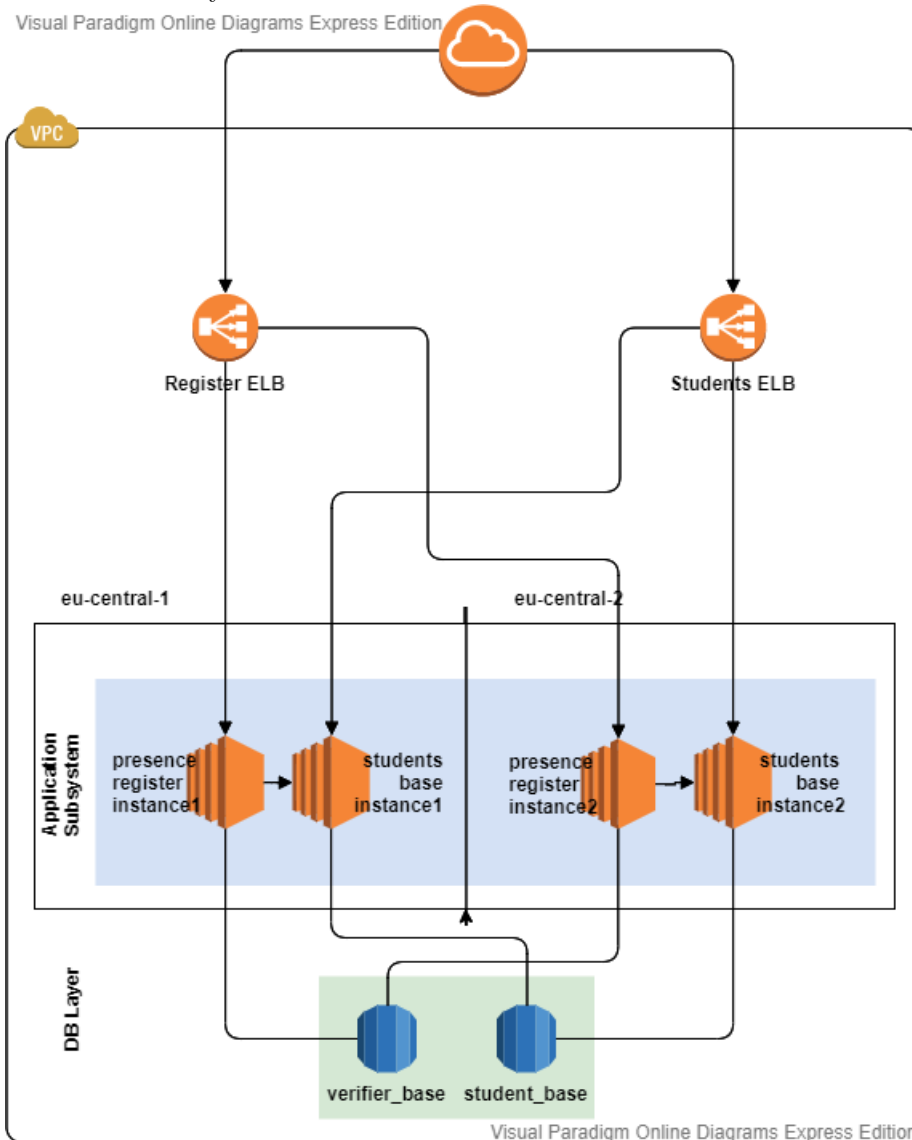 Visual Paradigm Online Diagrams Express Edition
VPC
Register ELB
Students ELB
eu-central-1
eu-central-2
Application
Subsystem
presence
register
instance1
students
base
instance1
presence
register
instance2
students
base
instance2
DB Layer
verifier_base
student_base
Visual Paradigm Online Diagrams Express Edition